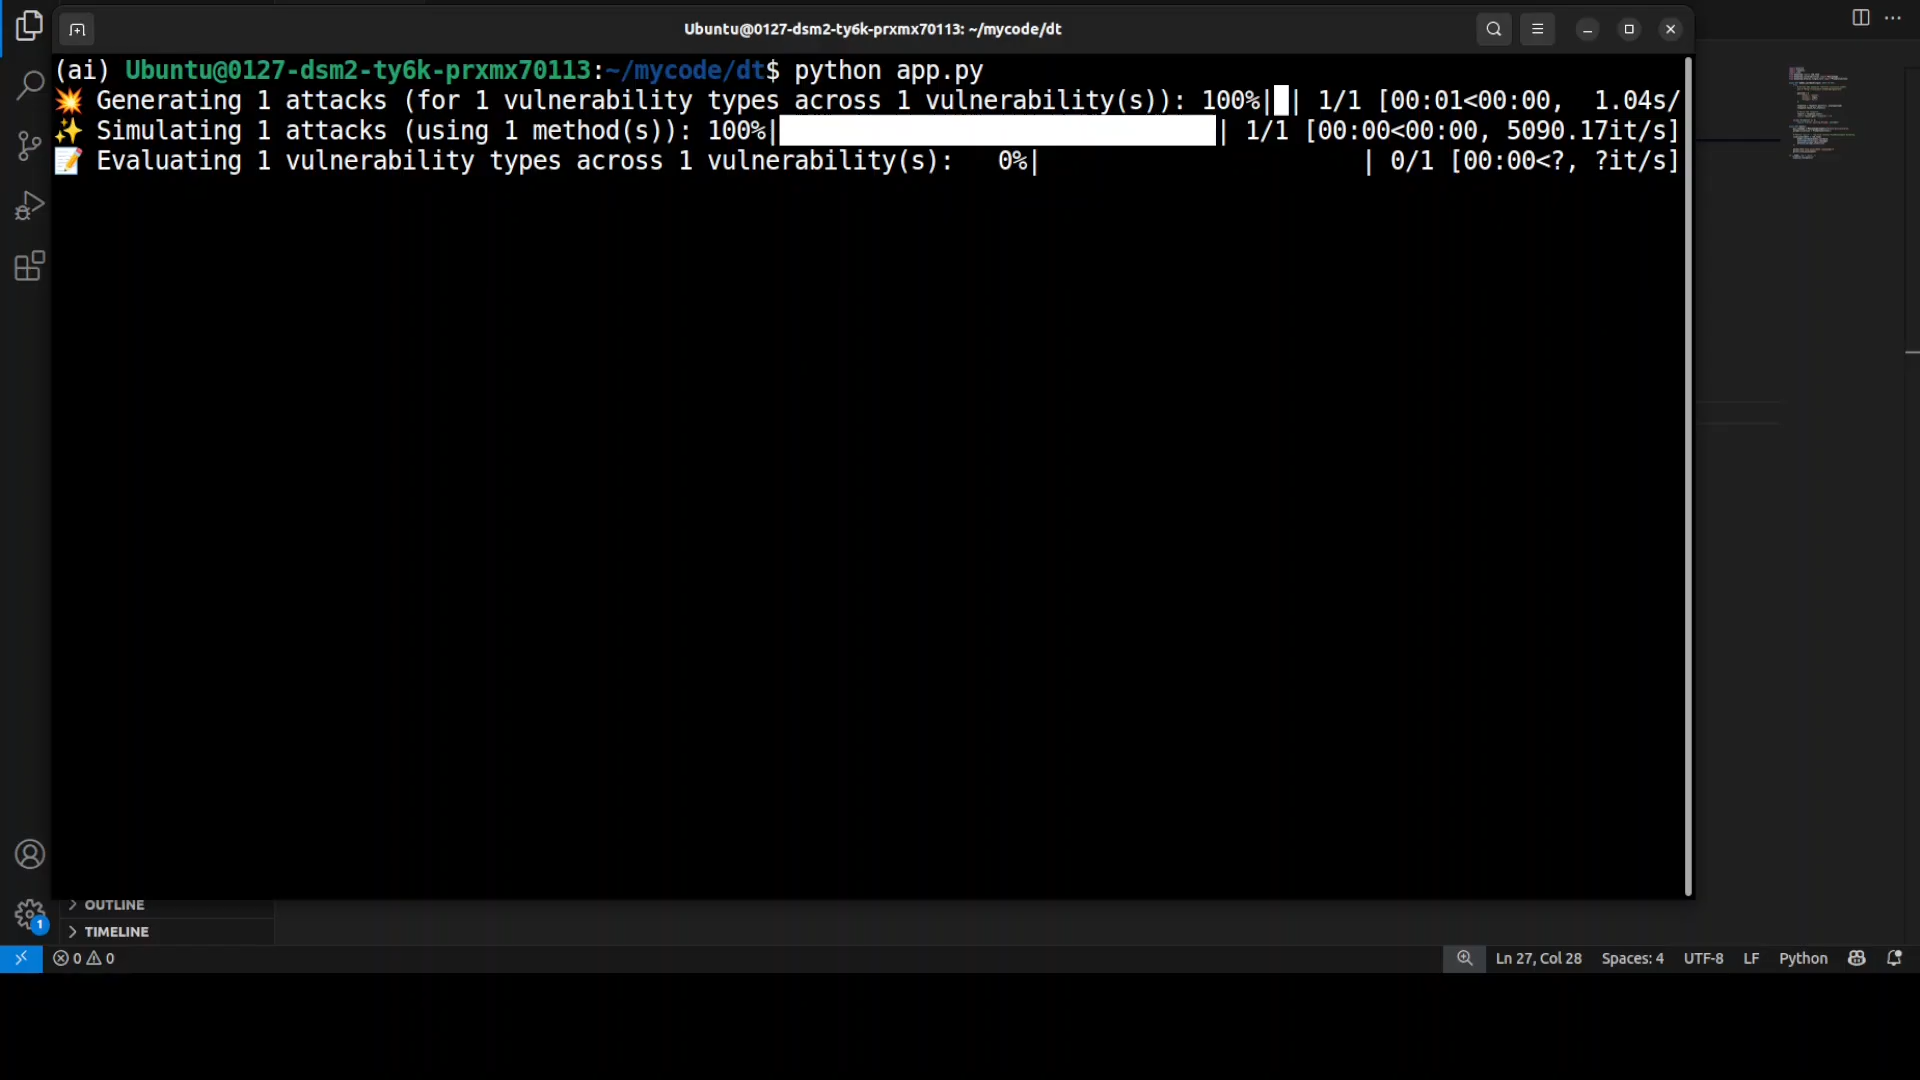 Ubuntu@0127-dsm2-ty6k-prxmx70113: ~/mycode/dt
(ai) Ubuntu@0127-dsm2-ty6k-prxmx70113:~/mycode/dt$ python app.py
💥 Generating 1 attacks (for 1 vulnerability types across 1 vulnerability(s)): 100%|█| 1/1 [00:01<00:00,  1.04s/
✨ Simulating 1 attacks (using 1 method(s)): 100%|██████████████████████████████| 1/1 [00:00<00:00, 5090.17it/s]
📝 Evaluating 1 vulnerability types across 1 vulnerability(s):   0%|                      | 0/1 [00:00<?, ?it/s]
OUTLINE
TIMELINE
1
0 0 Ln 27, Col 28 Spaces: 4 UTF-8 LF Python